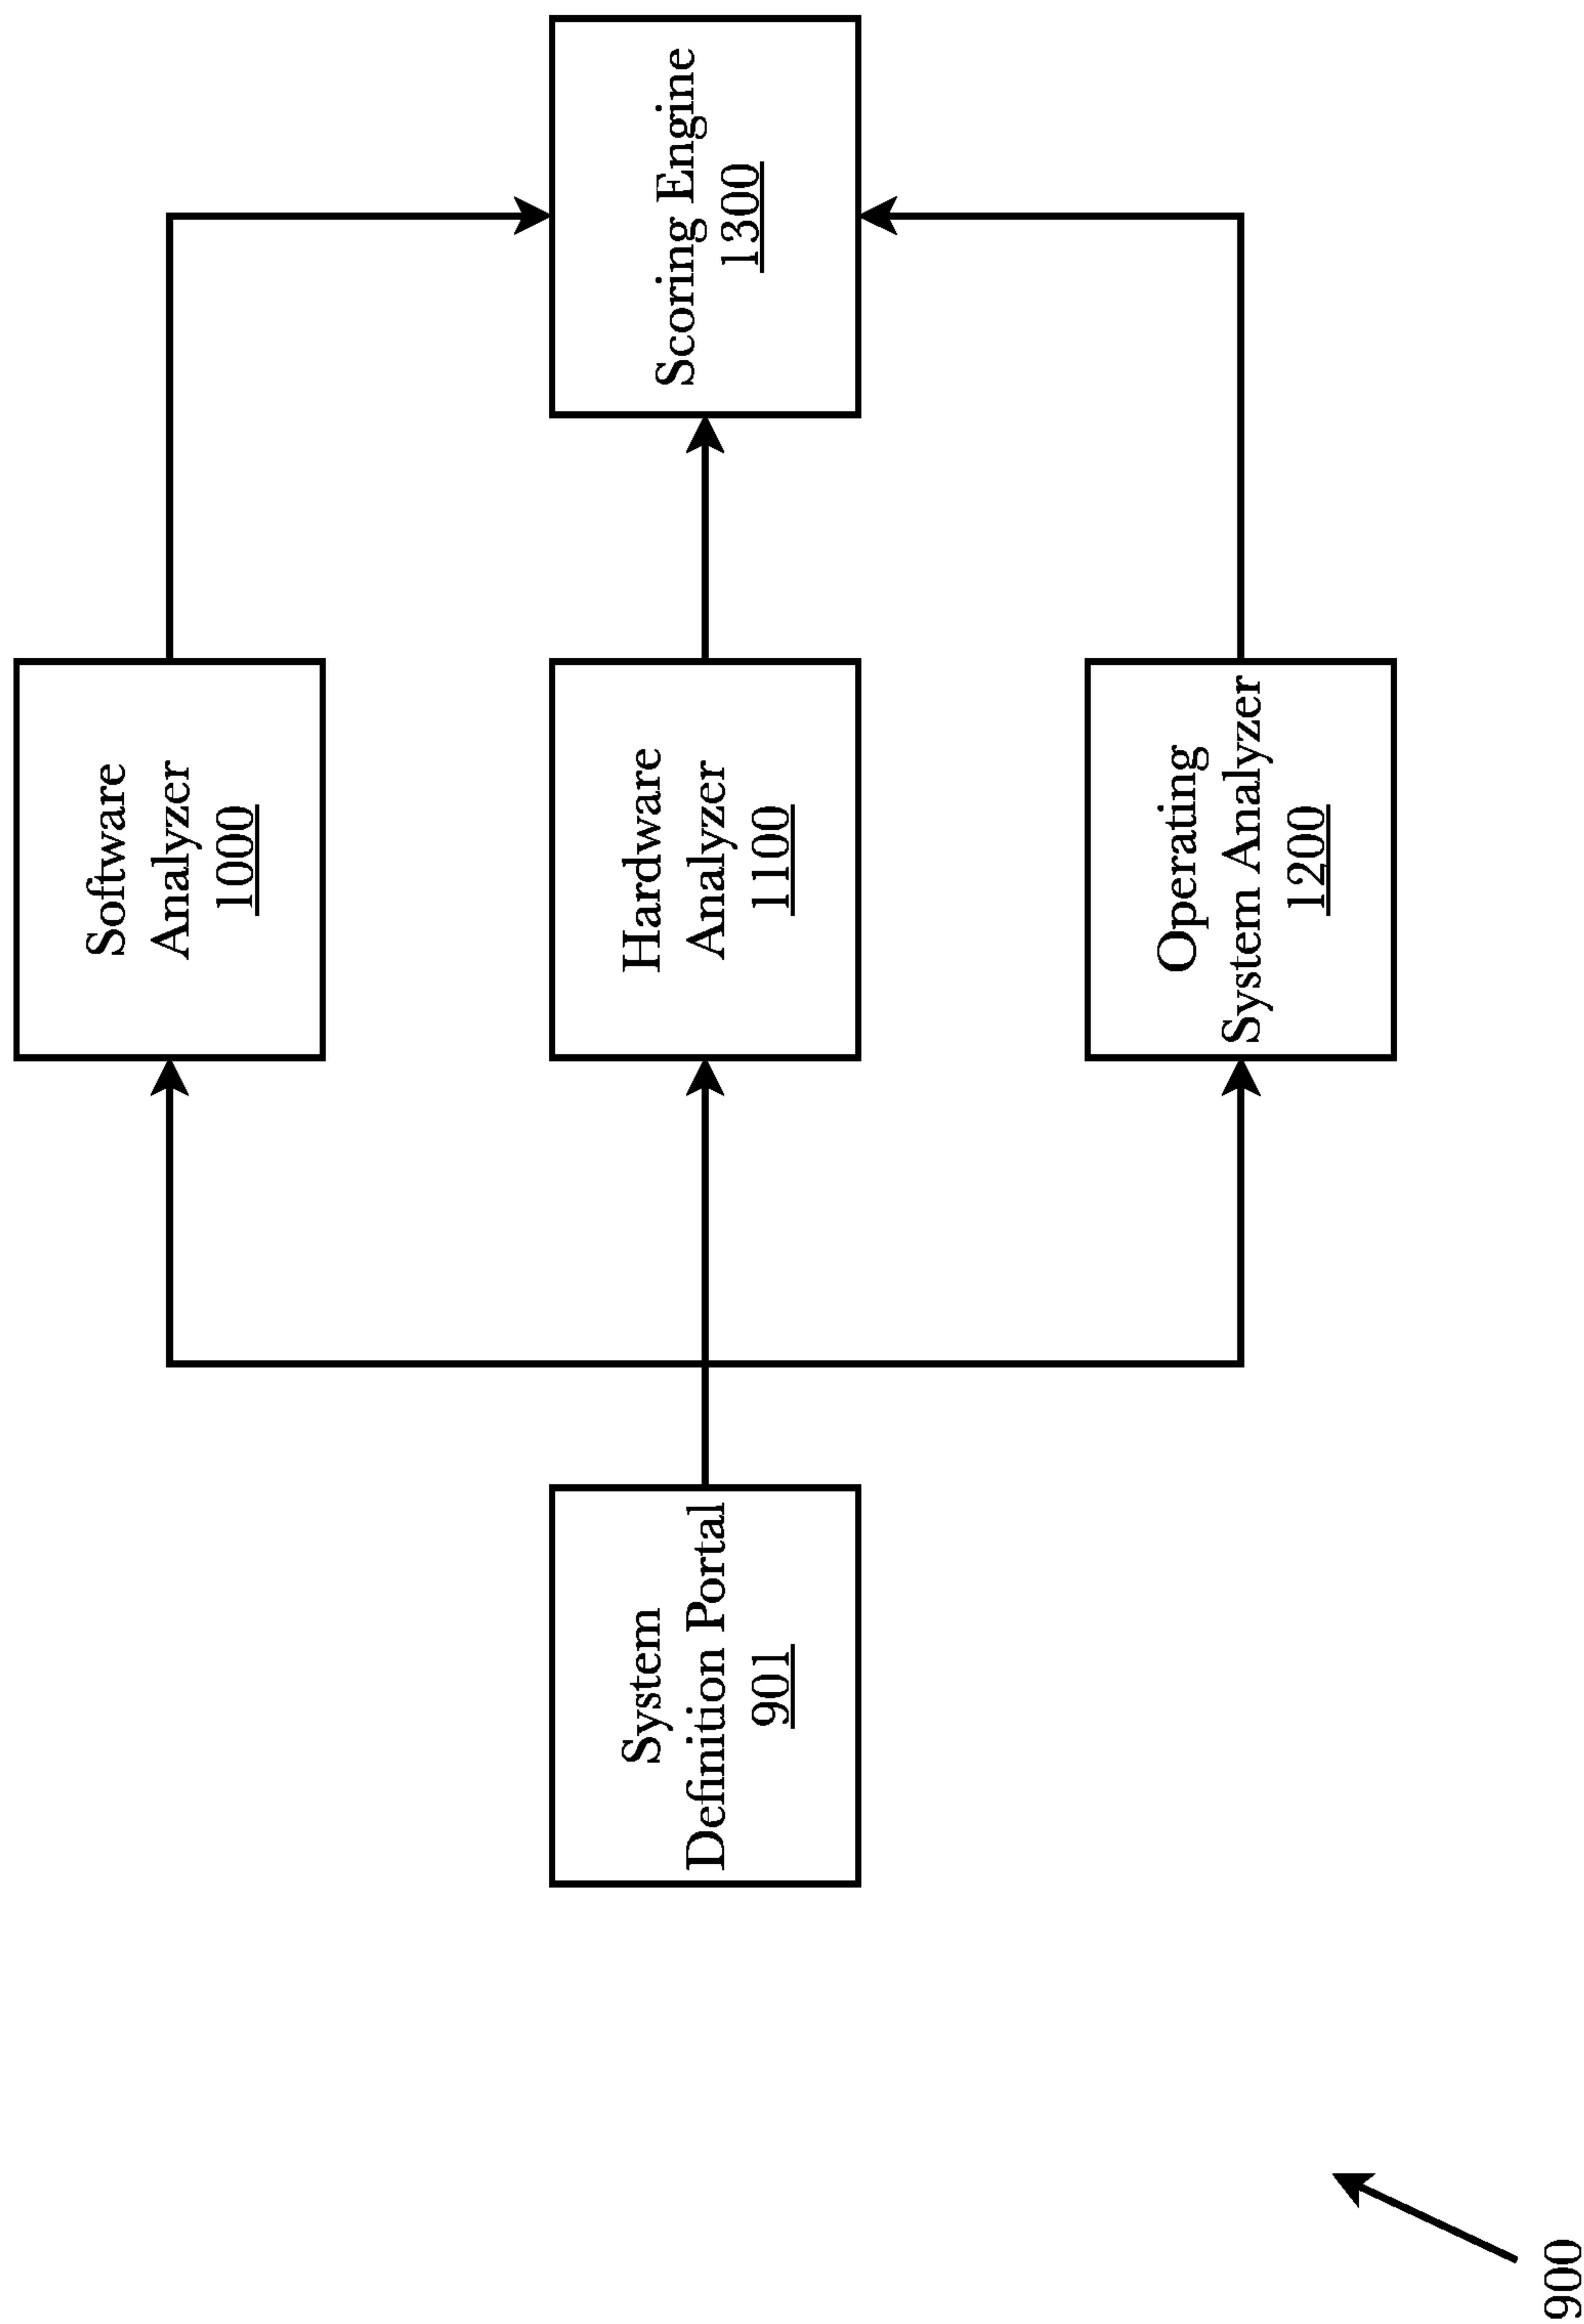 Software
Analyzer
1000
System
Definition Portal
901
Hardware
Analyzer
1100
Scoring Engine
1300
Operating
System Analyzer
1200
900